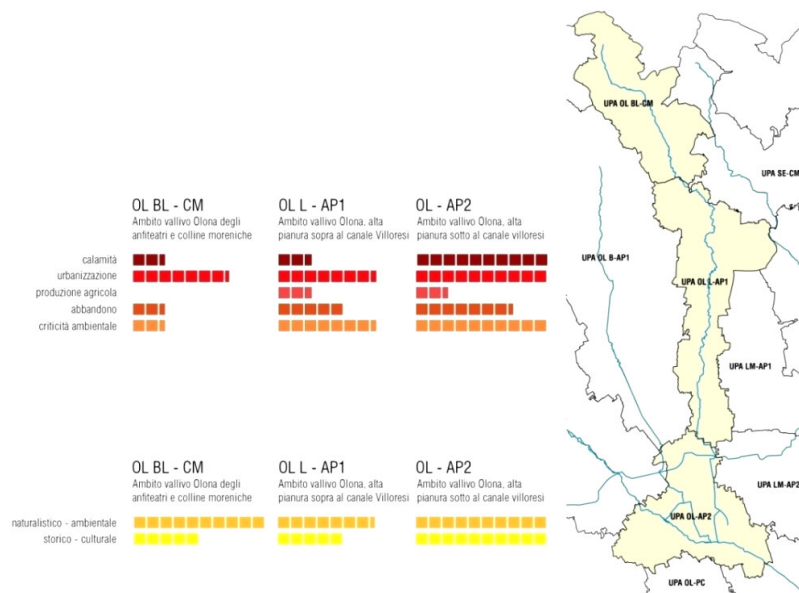 OL BL - CM
Ambito vallivo Olona degli
anfiteatri e colline moreniche
OL L - AP1
Ambito vallivo Olona, alta
pianura sopra al canale Villoresi
OL - AP2
Ambito vallivo Olona, alta
pianura sotto al canale villoresi
calamità
urbanizzazione
produzione agricola
abbandono
criticità ambientale
OL BL - CM
Ambito vallivo Olona degli
anfiteatri e colline moreniche
OL L - AP1
Ambito vallivo Olona, alta
pianura sopra al canale Villoresi
OL - AP2
Ambito vallivo Olona, alta
pianura sotto al canale villoresi
naturalistico - ambientale
storico - culturale
UPA OL BL-CM
UPA SE-CM
UPA OL B-AP1
UPA OL L-AP1
UPA LM-AP1
UPA LM-AP2
UPA OL-AP2
UPA OL-PC